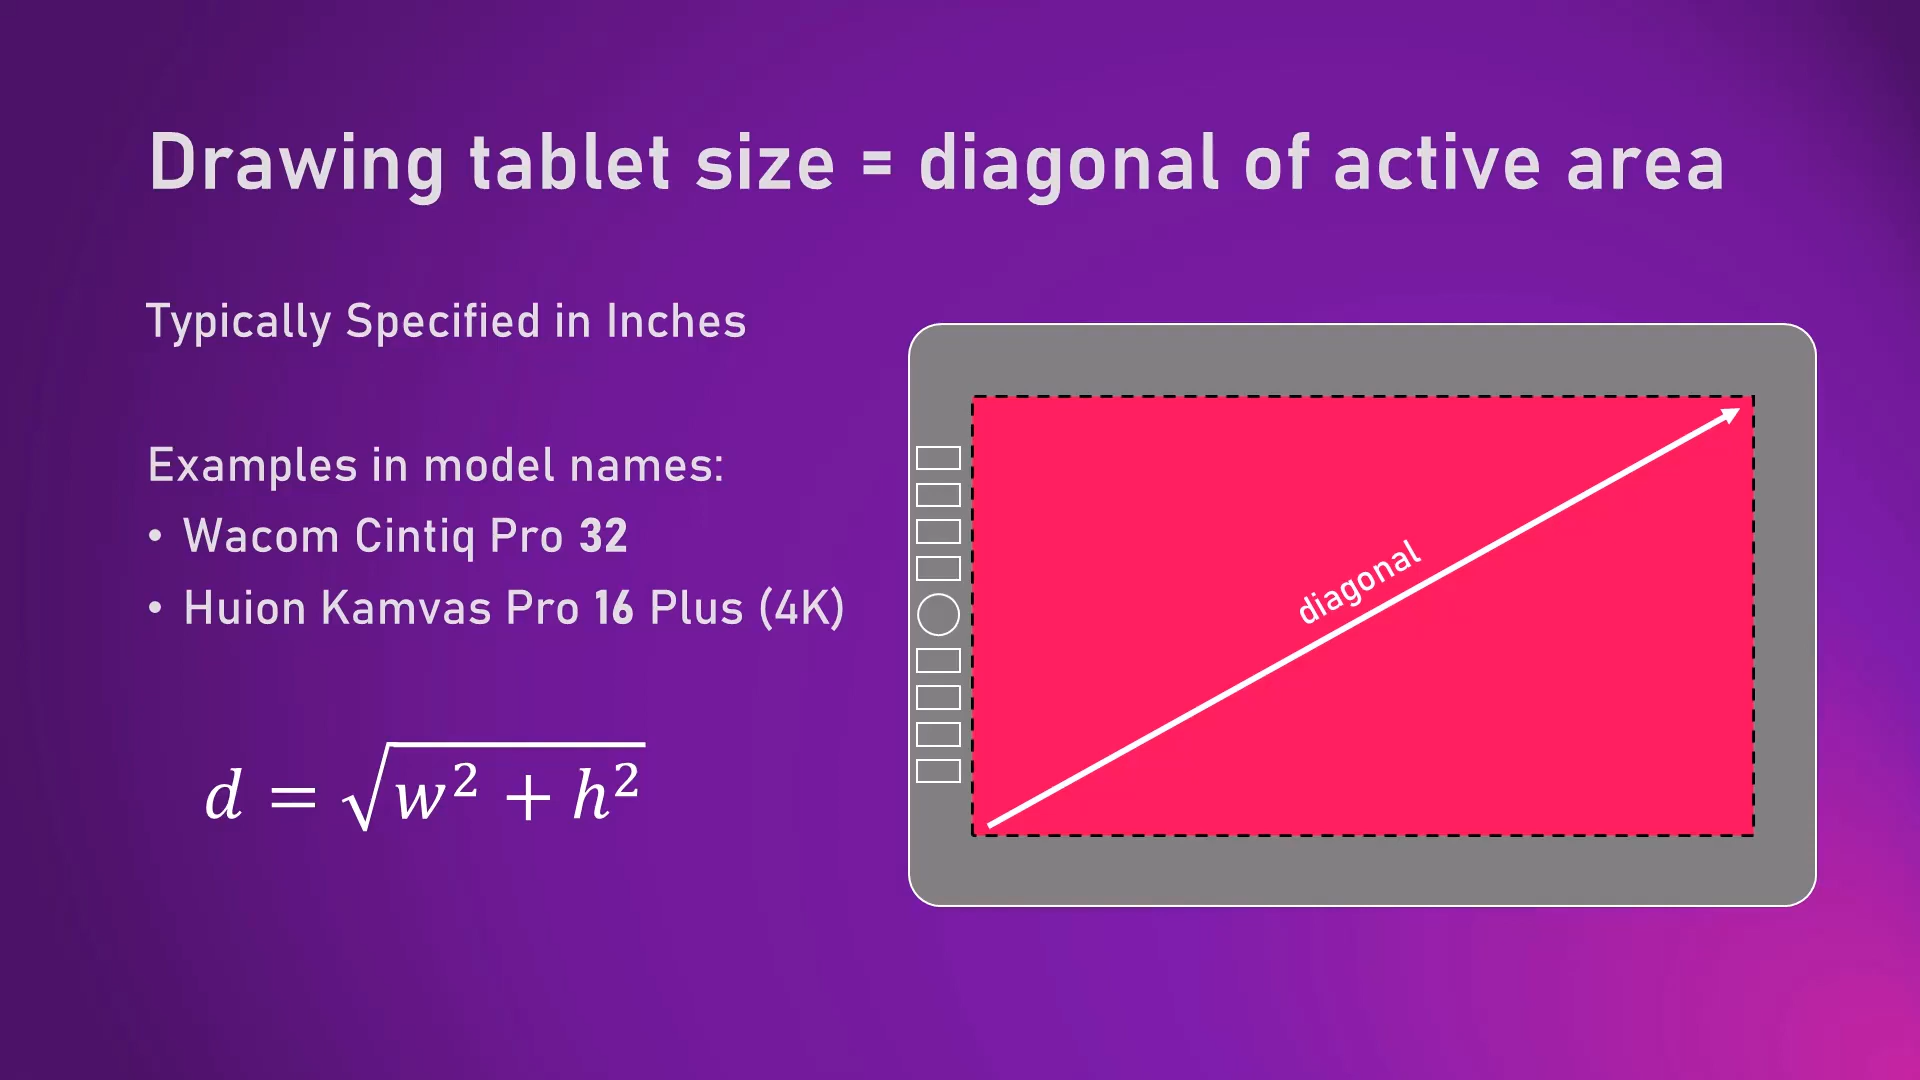 Drawing tablet size = diagonal of active area
Typically Specified in Inches
Examples in model names:
• Wacom Cintiq Pro 32
• Huion Kamvas Pro 16 Plus (4K)
d = √w² + h²
diagonal